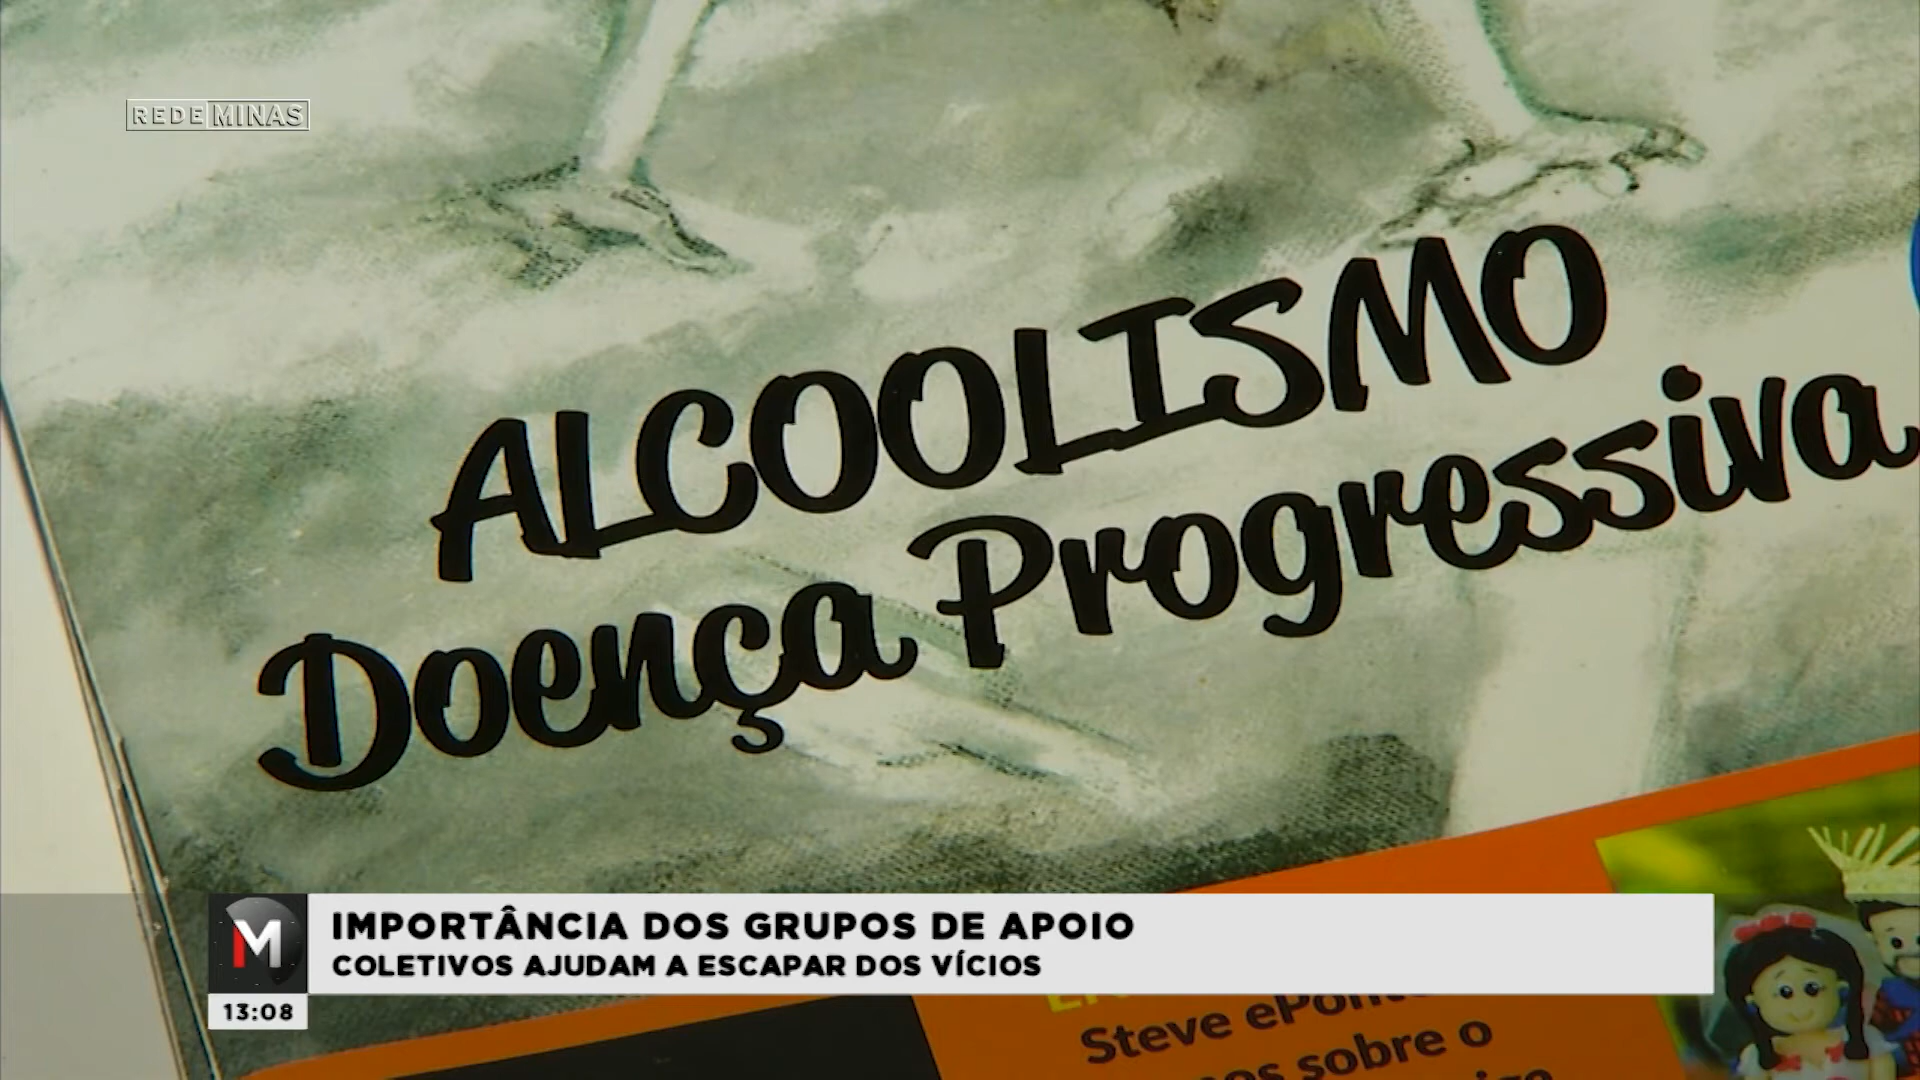 REDE MINAS
ALCOOLISMO
Doença Progressiva
IMPORTÂNCIA DOS GRUPOS DE APOIO
M
COLETIVOS AJUDAM A ESCAPAR DOS VÍCIOS
13:08
Steve
sobre o